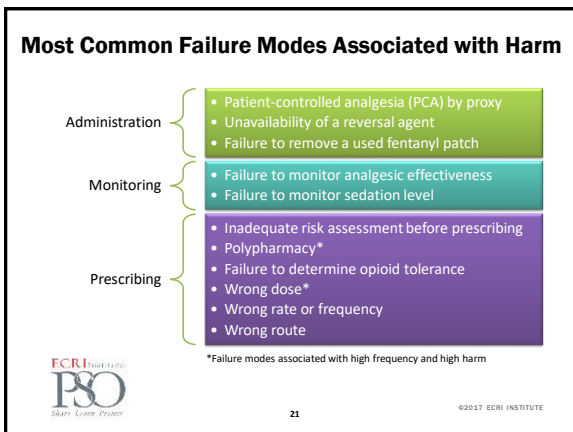 Most Common Failure Modes Associated with Harm
Administration
• Patient-controlled analgesia (PCA) by proxy
• Unavailability of a reversal agent
• Failure to remove a used fentanyl patch
Monitoring
• Failure to monitor analgesic effectiveness
• Failure to monitor sedation level
Prescribing
• Inadequate risk assessment before prescribing
• Polypharmacy*
• Failure to determine opioid tolerance
• Wrong dose*
• Wrong rate or frequency
• Wrong route
*Failure modes associated with high frequency and high harm
ECRI Institute
PSO
Share Learn Protect
21
©2017 ECRI INSTITUTE